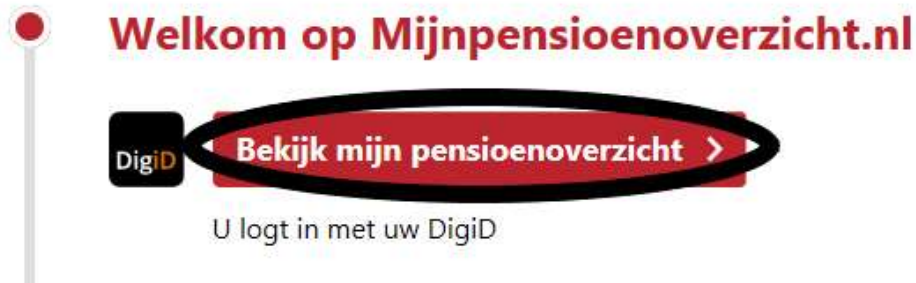 Welkom op Mijnpensioenoverzicht.nl
DigiD
Bekijk mijn pensioenoverzicht
U logt in met uw DigiD